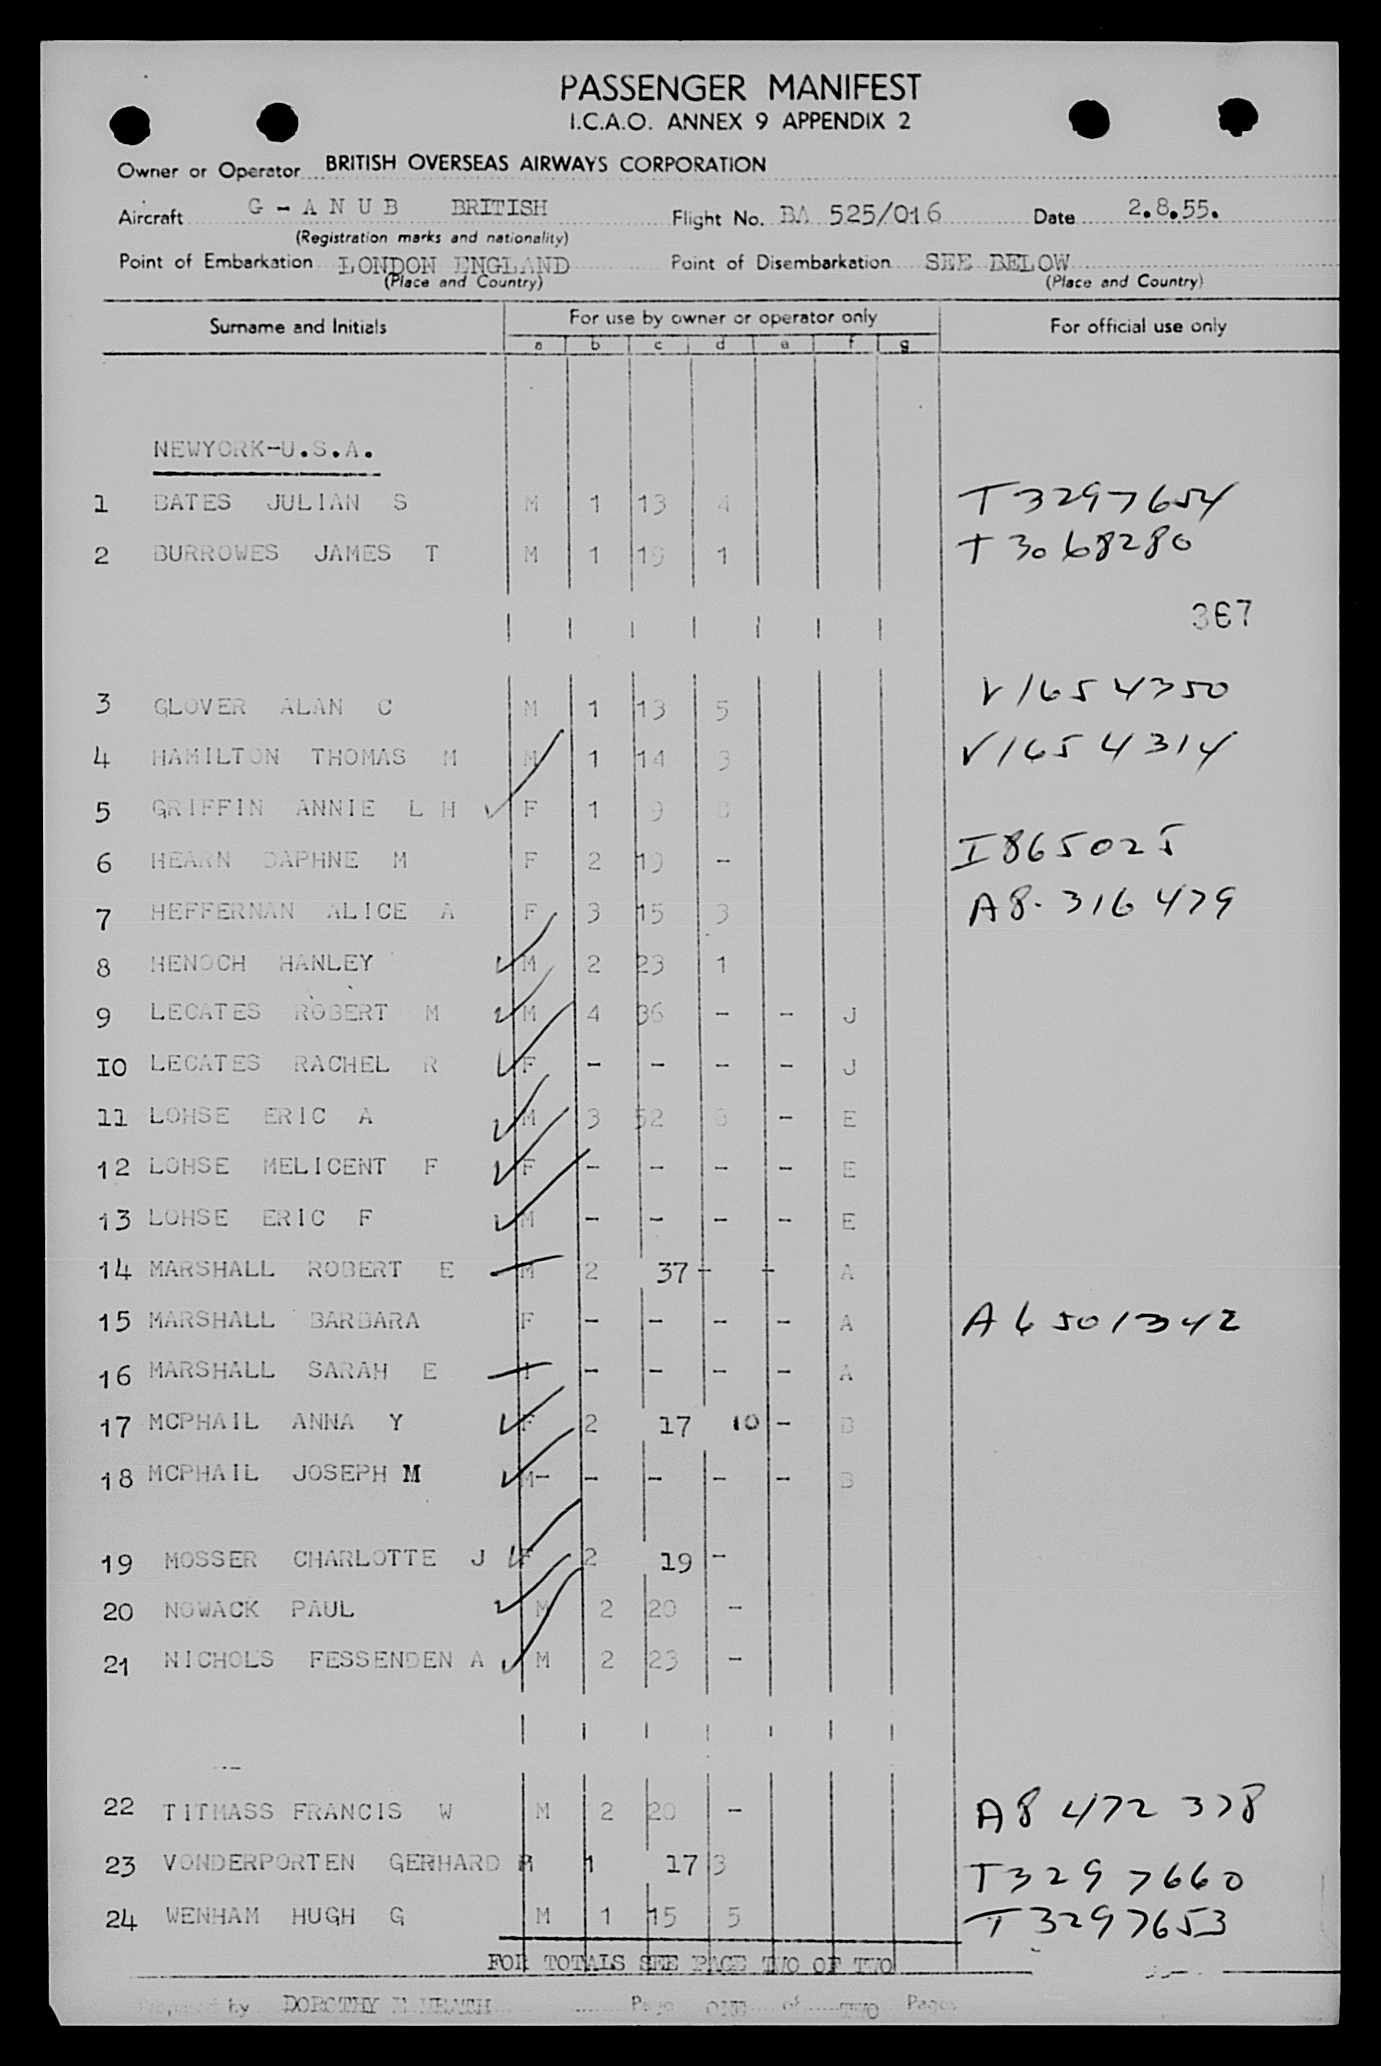 PASSENGER MANIFEST
I.C.A.O. ANNEX 9 APPENDIX 2
Owner or Operator BRITISH OVERSEAS AIRWAYS CORPORATION
Aircraft G - A N U B BRITISH Flight No. BA 525/016 Date 2.8.55.
(Registration marks and nationality)
Point of Embarkation LONDON ENGLAND Point of Disembarkation SEE BELOW
(Place and Country) (Place and Country)
Surname and Initials For use by owner or operator only For official use only
a b c d e f g
NEWYORK-U.S.A.
1 BATES JULIAN S M 1 13 4 T3297654
2 BURROWES JAMES T M 1 19 1 T3068280
367
3 GLOVER ALAN C M 1 13 5 V1654350
4 HAMILTON THOMAS M M 1 14 3 V1654314
5 GRIFFIN ANNIE L H F 1 9
6 HEARN DAPHNE M F 2 19 - I865025
7 HEFFERNAN ALICE A F 3 15 3 A8-316479
8 HENOCH HANLEY M 2 23 1
9 LECATES ROBERT M M 4 36 - - J
10 LECATES RACHEL R F - - - - J
11 LOHSE ERIC A M 3 52 - E
12 LOHSE MELICENT F F - - - - E
13 LOHSE ERIC F M - - - - E
14 MARSHALL ROBERT E M 2 37 - - A
15 MARSHALL BARBARA F - - - - A A6501342
16 MARSHALL SARAH E - - - - A
17 MCPHAIL ANNA Y F 2 17 10 - B
18 MCPHAIL JOSEPH M M- - - - - B
19 MOSSER CHARLOTTE J F 2 19 -
20 NOWACK PAUL M 2 20 -
21 NICHOLS FESSENDEN A M 2 23 -
22 TITMASS FRANCIS W M 2 20 - A8 472 378
23 VONDERPORTEN GERHARD 1 17 3 T3297660
24 WENHAM HUGH G M 1 15 5 T3297653
FOR TOTALS SEE PAGE TWO OF TWO
Prepared by DOROTHY Page ONE of TWO Pages